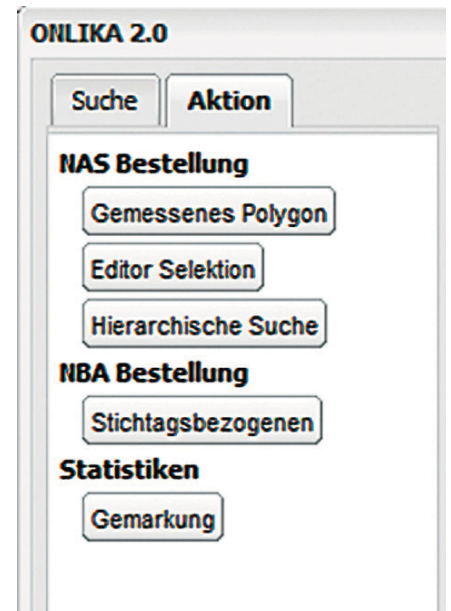 ONLIKA 2.0
Suche Aktion
NAS Bestellung
Gemessenes Polygon
Editor Selektion
Hierarchische Suche
NBA Bestellung
Stichtagsbezogenen
Statistiken
Gemarkung